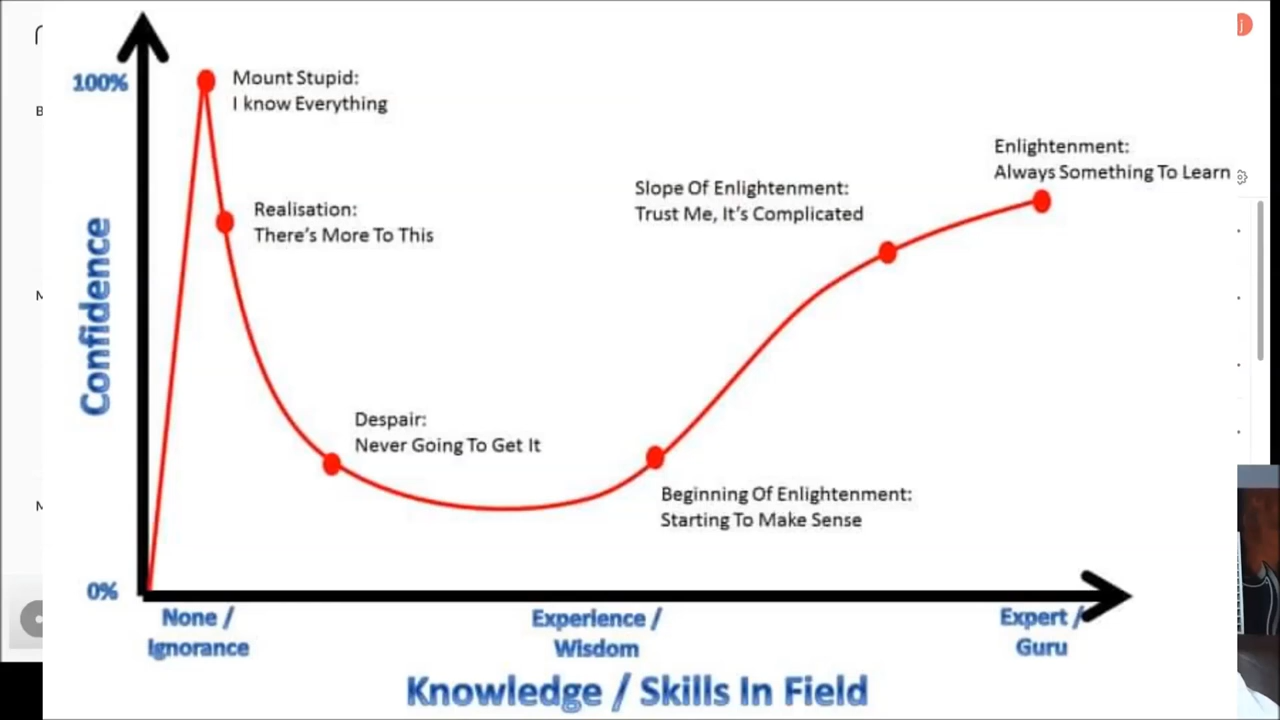 100%
Mount Stupid:
I know Everything
Enlightenment:
Always Something To Learn
Slope Of Enlightenment:
Trust Me, It's Complicated
Realisation:
There's More To This
Confidence
Despair:
Never Going To Get It
Beginning Of Enlightenment:
Starting To Make Sense
0%
None /
Ignorance
Experience /
Wisdom
Expert /
Guru
Knowledge / Skills In Field
B
M
M
j